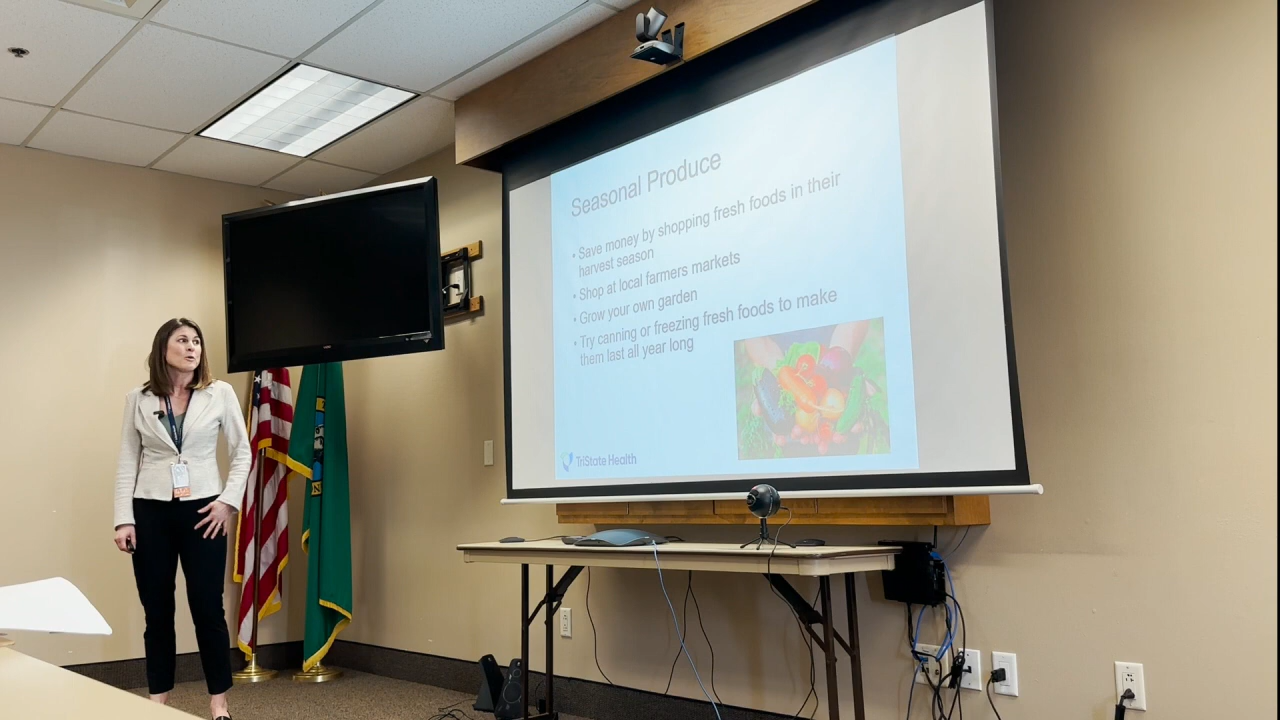 Seasonal Produce
• Save money by shopping fresh foods in their
harvest season
• Shop at local farmers markets
• Grow your own garden
• Try canning or freezing fresh foods to make
them last all year long
TriState Health